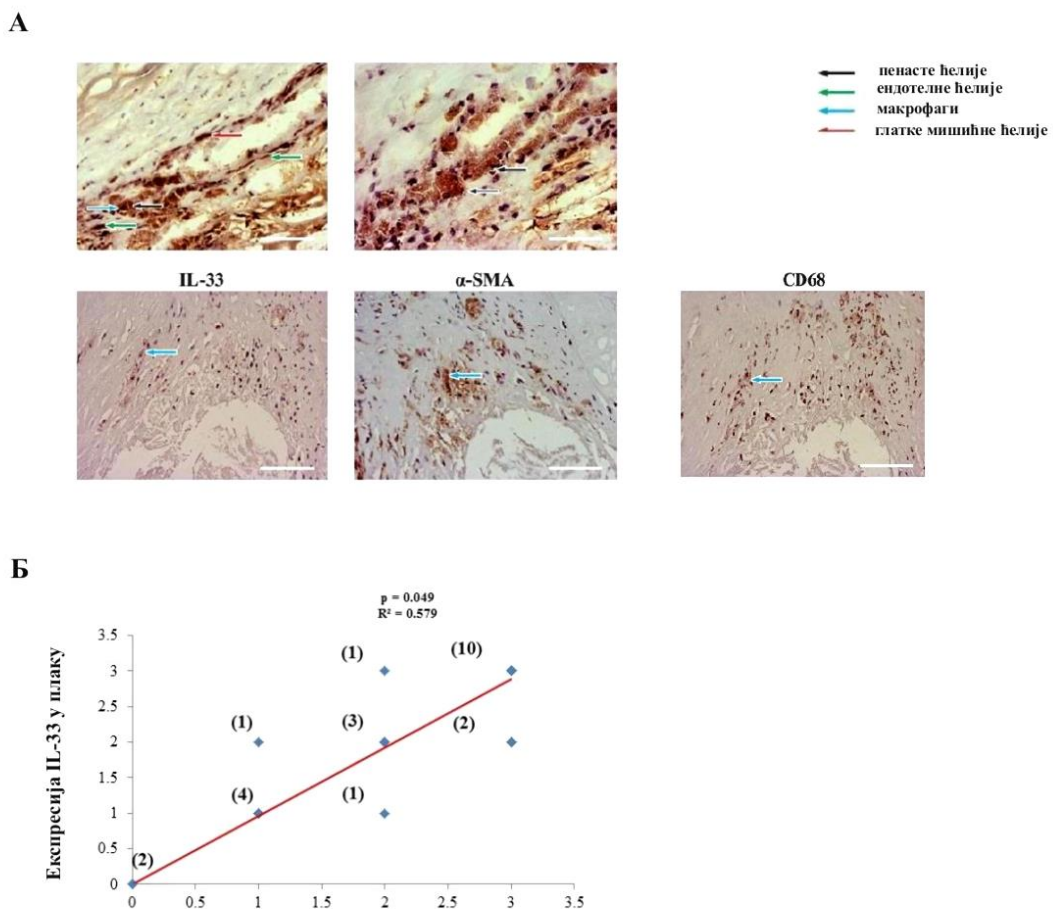 А
пенасте ћелије
ендотелне ћелије
макрофаги
глатке мишићне ћелије
IL-33
α-SMA
CD68
Б
p = 0.049
R² = 0.579
Експресија IL-33 у плаку
3.5
3
2.5
2
1.5
1
0.5
0
(1)
(10)
(1)
(3)
(2)
(4)
(1)
(2)
0
0.5
1
1.5
2
2.5
3
3.5